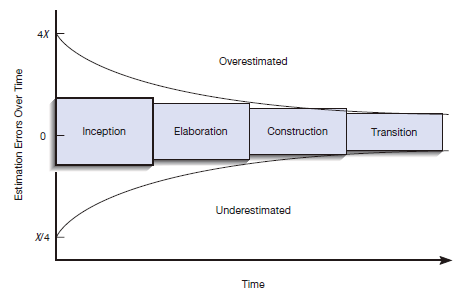 4X
Overestimated
Estimation Errors Over Time
Inception
Elaboration
Construction
Transition
0
Underestimated
X/4
Time